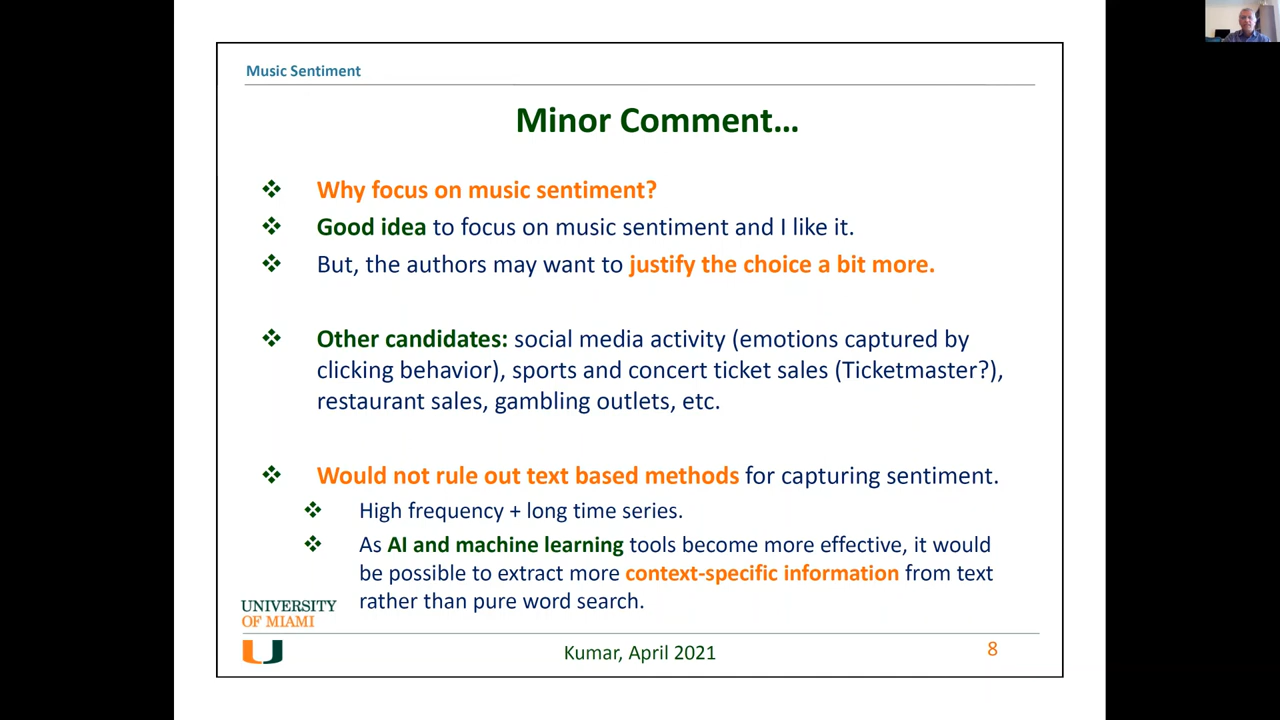 Music Sentiment
Minor Comment...
❖ Why focus on music sentiment?
❖ Good idea to focus on music sentiment and I like it.
❖ But, the authors may want to justify the choice a bit more.
❖ Other candidates: social media activity (emotions captured by
clicking behavior), sports and concert ticket sales (Ticketmaster?),
restaurant sales, gambling outlets, etc.
❖ Would not rule out text based methods for capturing sentiment.
❖ High frequency + long time series.
❖ As AI and machine learning tools become more effective, it would
be possible to extract more context-specific information from text
rather than pure word search.
UNIVERSITY
OF MIAMI
Kumar, April 2021
8